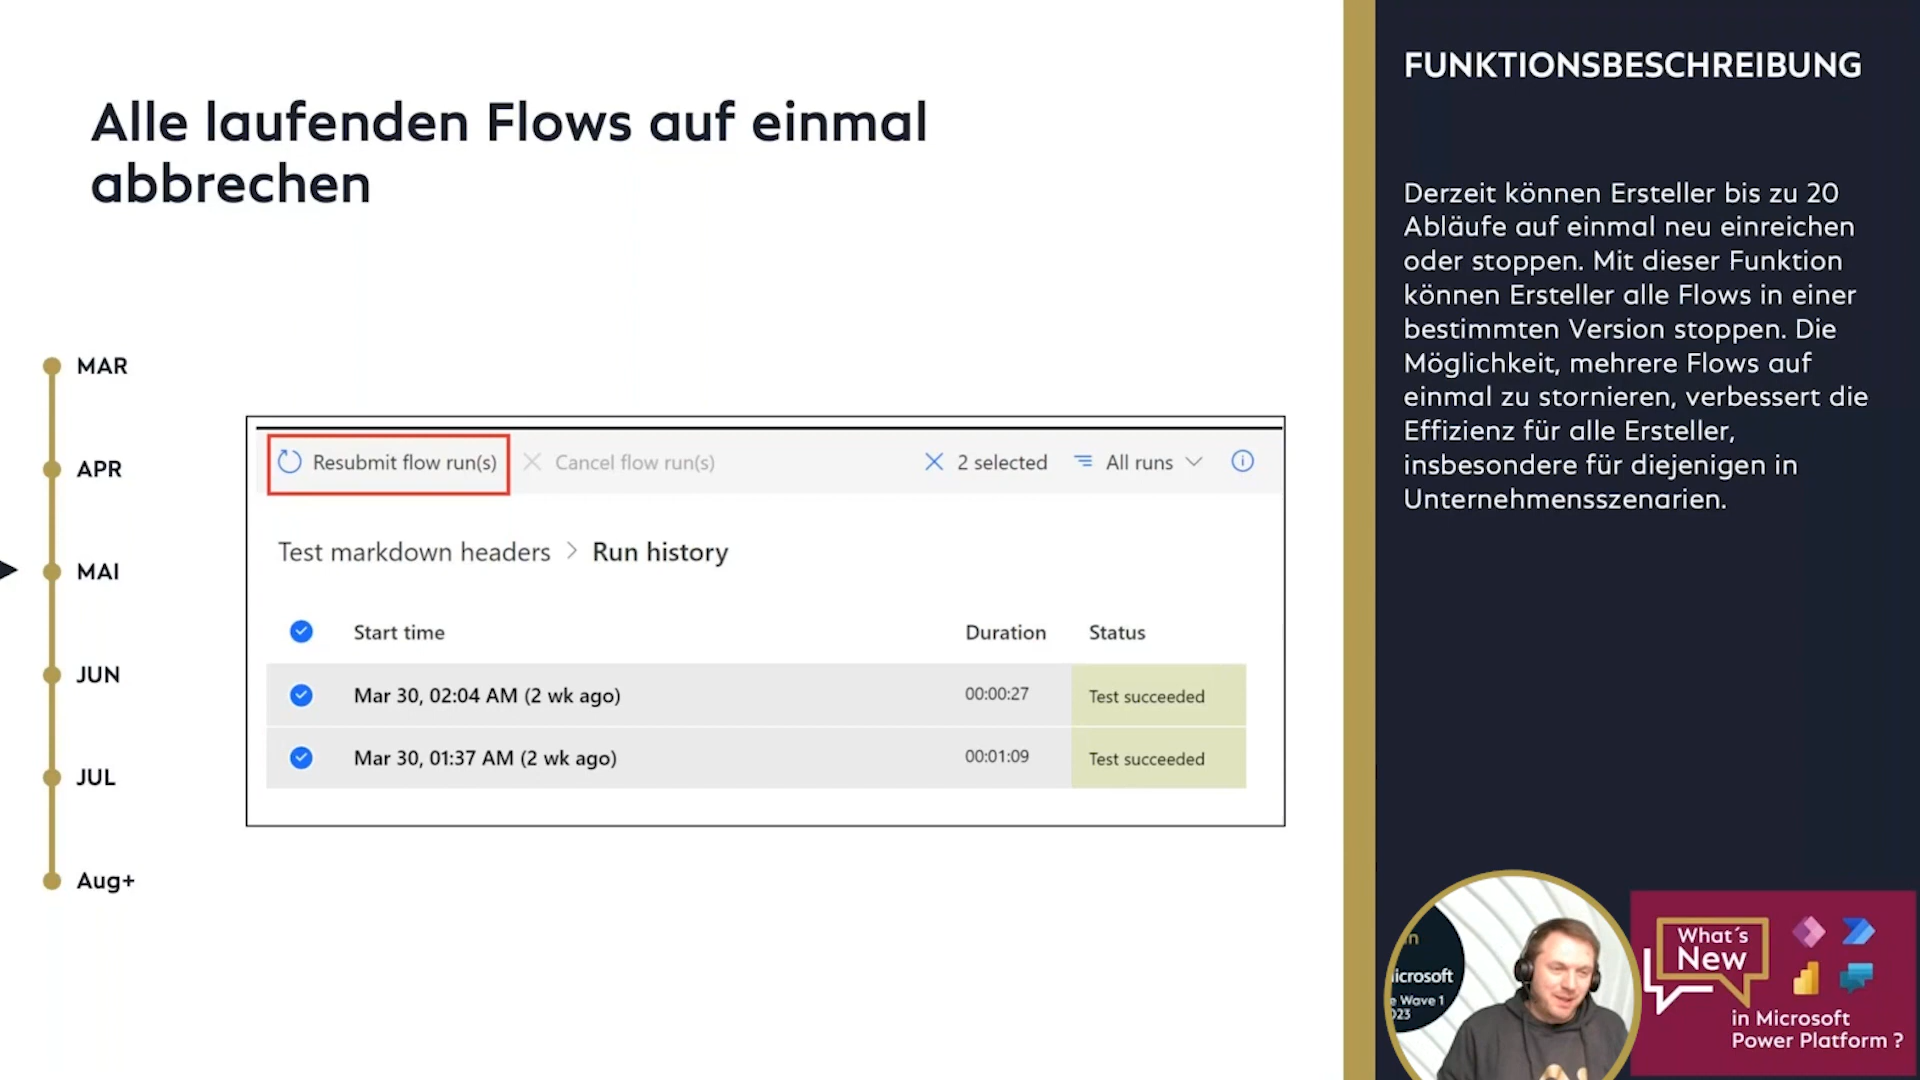 Alle laufenden Flows auf einmal
abbrechen
MAR
APR
MAI
JUN
JUL
Aug+
Resubmit flow run(s)
Cancel flow run(s)
2 selected
All runs
Test markdown headers > Run history
Start time
Duration
Status
Mar 30, 02:04 AM (2 wk ago)
00:00:27
Test succeeded
Mar 30, 01:37 AM (2 wk ago)
00:01:09
Test succeeded
FUNKTIONSBESCHREIBUNG
Derzeit können Ersteller bis zu 20
Abläufe auf einmal neu einreichen
oder stoppen. Mit dieser Funktion
können Ersteller alle Flows in einer
bestimmten Version stoppen. Die
Möglichkeit, mehrere Flows auf
einmal zu stornieren, verbessert die
Effizienz für alle Ersteller,
insbesondere für diejenigen in
Unternehmensszenarien.
in
icrosoft
e Wave 1
023
What´s
New
in Microsoft
Power Platform ?